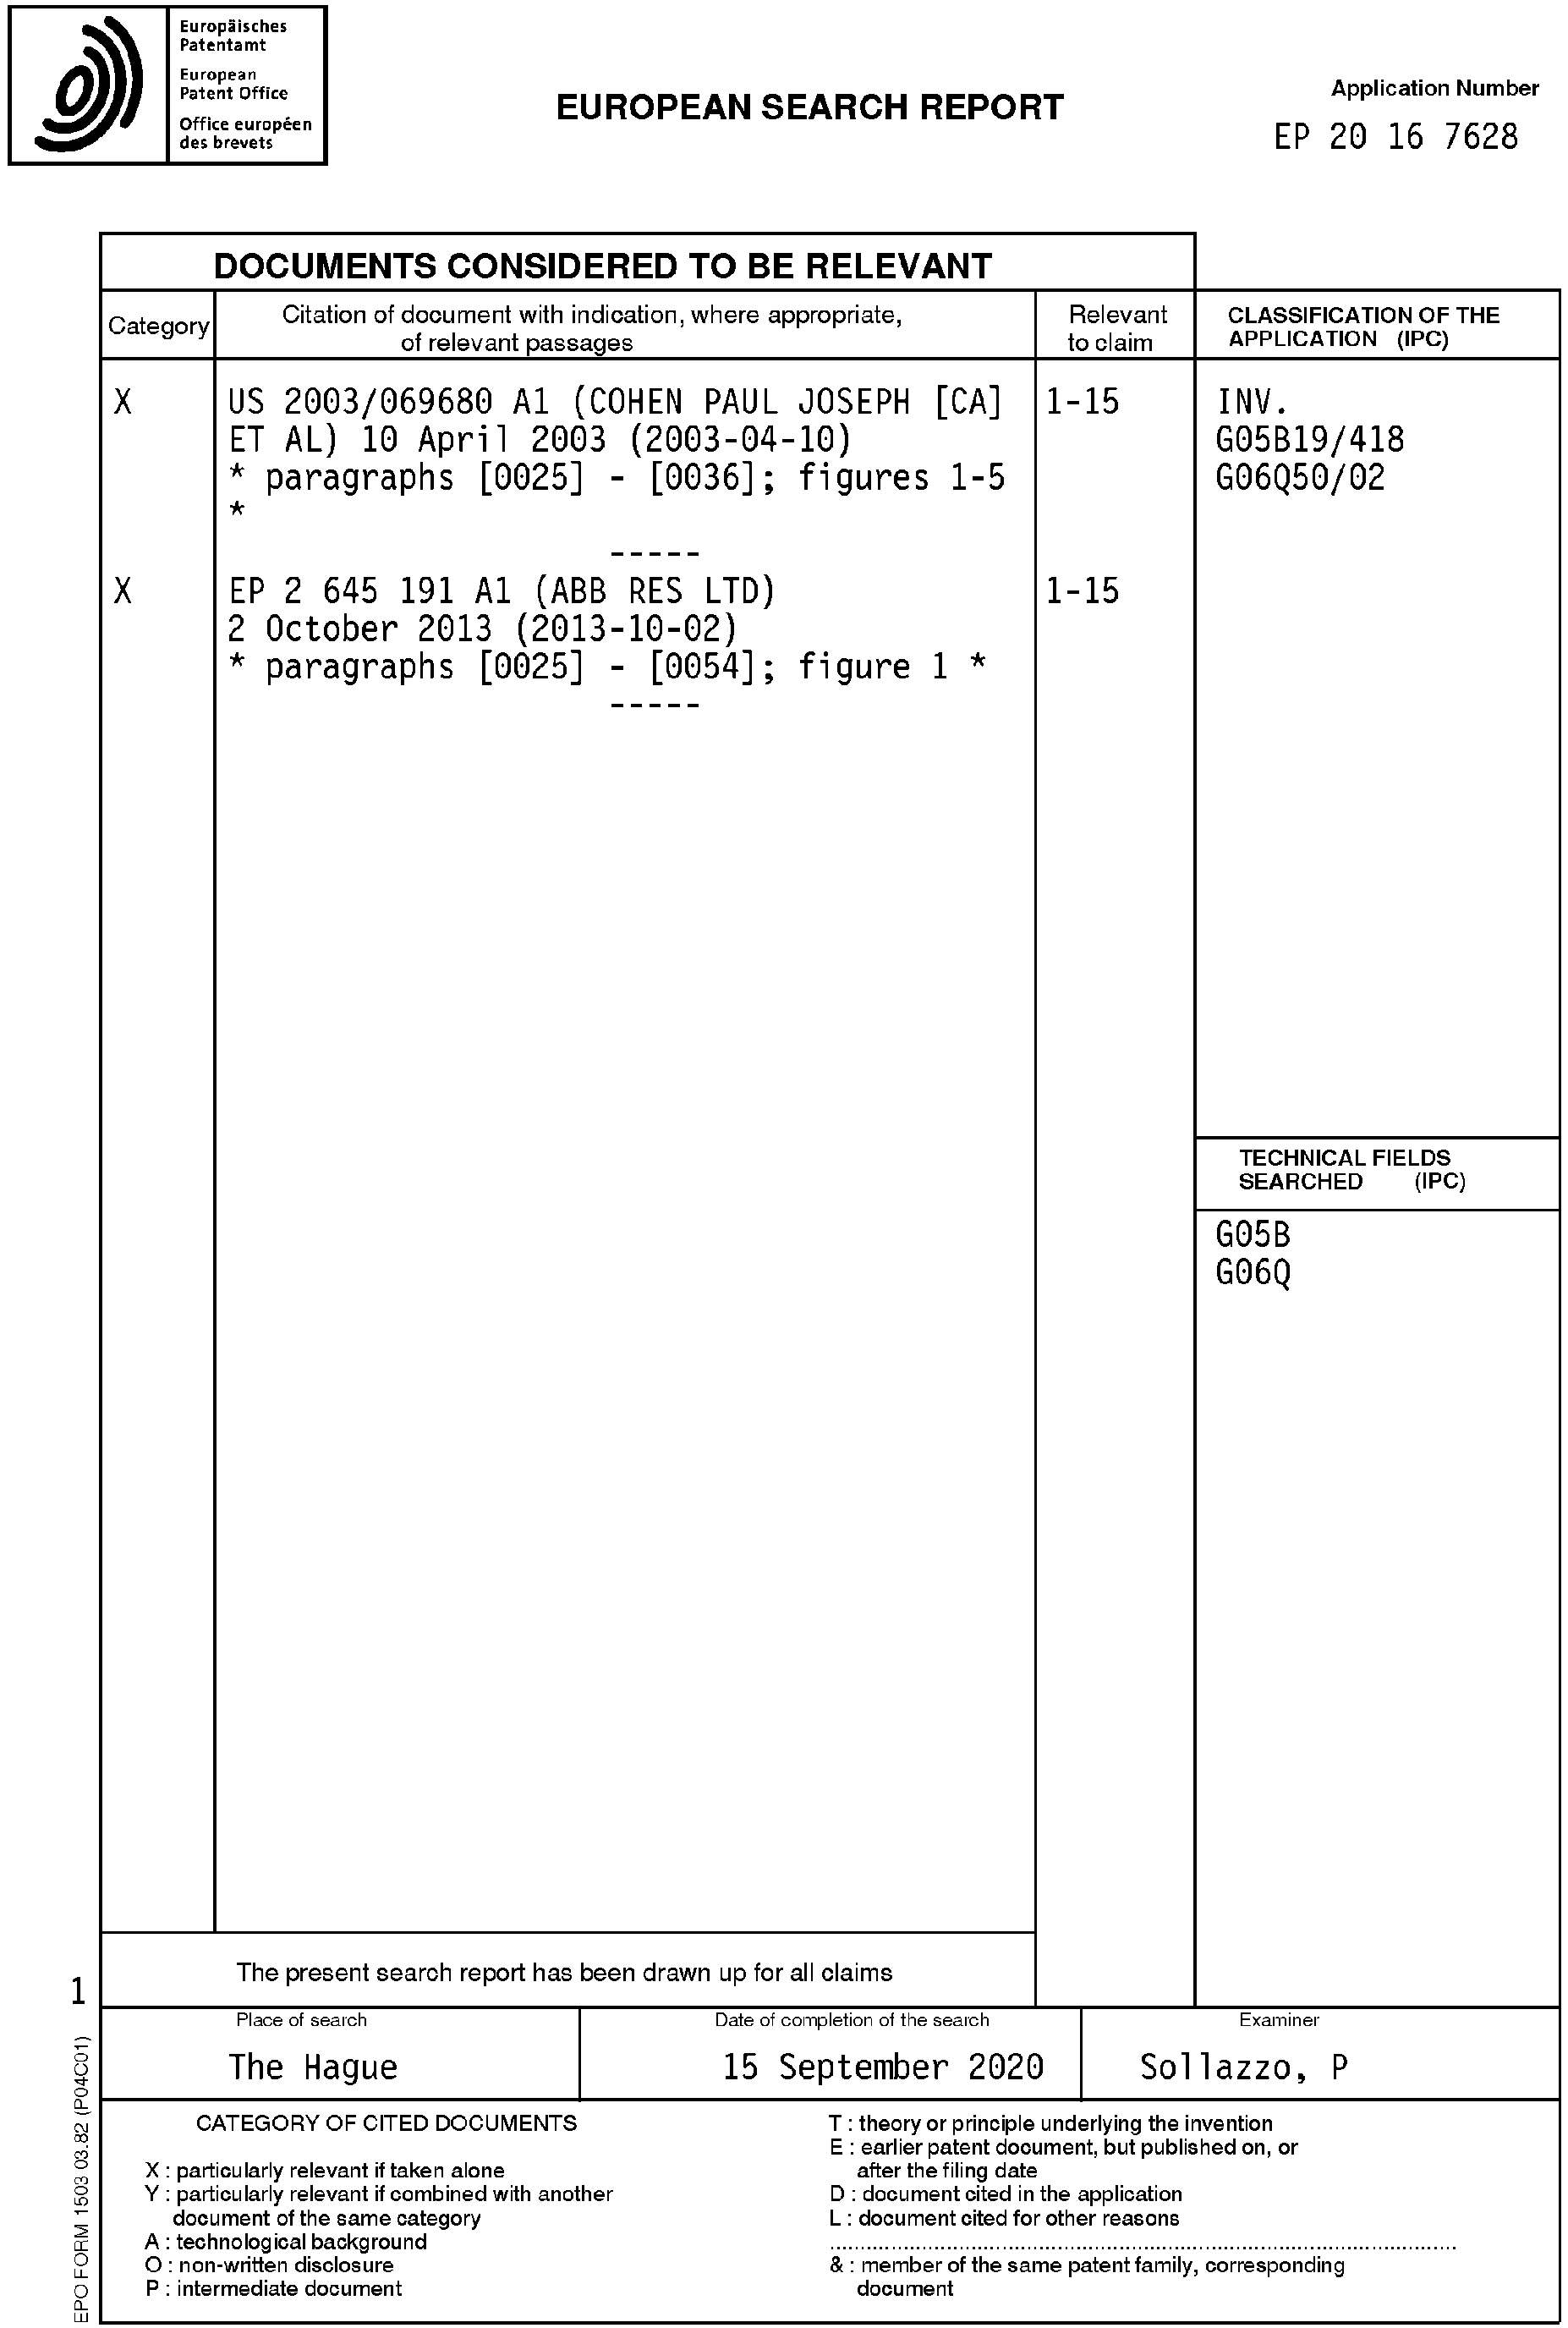 Europäisches
Patentamt
European
Patent Office
Office européen
des brevets
EUROPEAN SEARCH REPORT
Application Number
EP 20 16 7628
DOCUMENTS CONSIDERED TO BE RELEVANT
Category
Citation of document with indication, where appropriate,
of relevant passages
Relevant
to claim
CLASSIFICATION OF THE
APPLICATION (IPC)
X
US 2003/069680 A1 (COHEN PAUL JOSEPH [CA]
ET AL) 10 April 2003 (2003-04-10)
* paragraphs [0025] - [0036]; figures 1-5
*
-----
1-15
INV.
G05B19/418
G06Q50/02
X
EP 2 645 191 A1 (ABB RES LTD)
2 October 2013 (2013-10-02)
* paragraphs [0025] - [0054]; figure 1 *
-----
1-15
TECHNICAL FIELDS
SEARCHED (IPC)
G05B
G06Q
The present search report has been drawn up for all claims
1
Place of search
The Hague
Date of completion of the search
15 September 2020
Examiner
Sollazzo, P
EPO FORM 1503 03.82 (P04C01)
CATEGORY OF CITED DOCUMENTS
X : particularly relevant if taken alone
Y : particularly relevant if combined with another
document of the same category
A : technological background
O : non-written disclosure
P : intermediate document
T : theory or principle underlying the invention
E : earlier patent document, but published on, or
after the filing date
D : document cited in the application
L : document cited for other reasons
& : member of the same patent family, corresponding
document